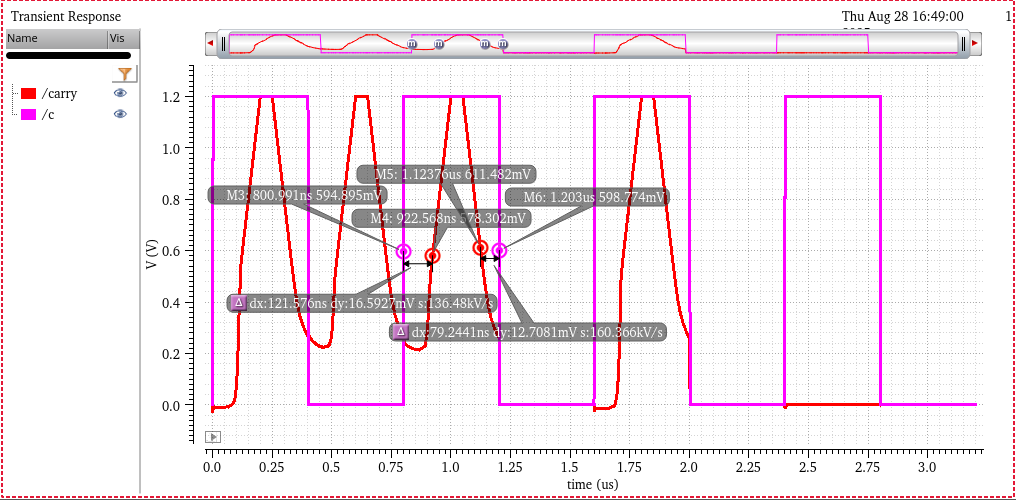 Transient Response
Thu Aug 28 16:49:00
1
Name Vis
/carry
/c
1.2
1.0
0.8
0.6
0.4
0.2
0.0
V (V)
M5: 1.12376us 611.482mV
M3: 800.991ns 594.895mV
M6: 1.203us 598.774mV
M4: 922.568ns 578.302mV
dx:121.576ns dy:16.5927mV s:136.48kV/s
dx:79.2441ns dy:12.7081mV s:160.366kV/s
0.0 0.25 0.5 0.75 1.0 1.25 1.5 1.75 2.0 2.25 2.5 2.75 3.0
time (us)